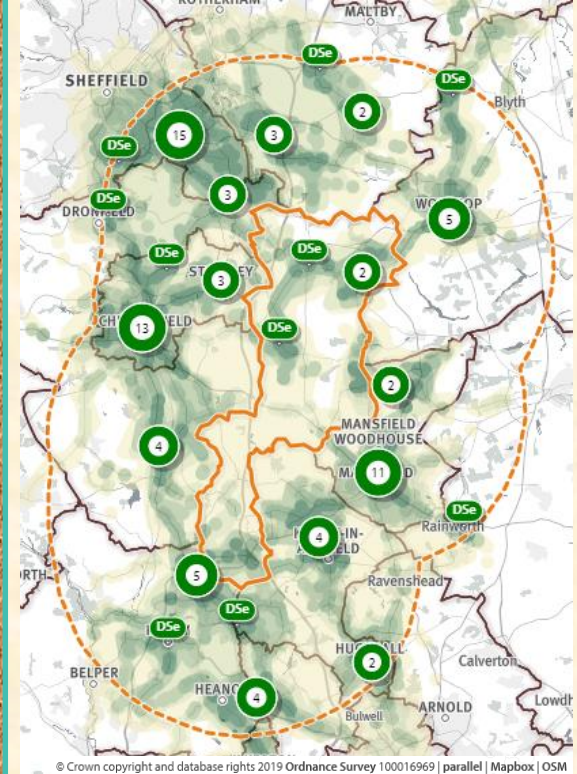 MALTBY
SHEFFIELD
DSe
DSe
Blyth
2
15
3
DSe
3
DSe
5
DSe
DSe
3
2
13
DSe
2
MANSFIELD
WOODHOUSE
4
11
DSe
Rainworth
4
5
Ravenshead
DSe
DSe
2
Calverton
BELPER
HEANO
4
ARNOLD
Bulwell
© Crown copyright and database rights 2019 Ordnance Survey 100016969 | parallel | Mapbox | OSM